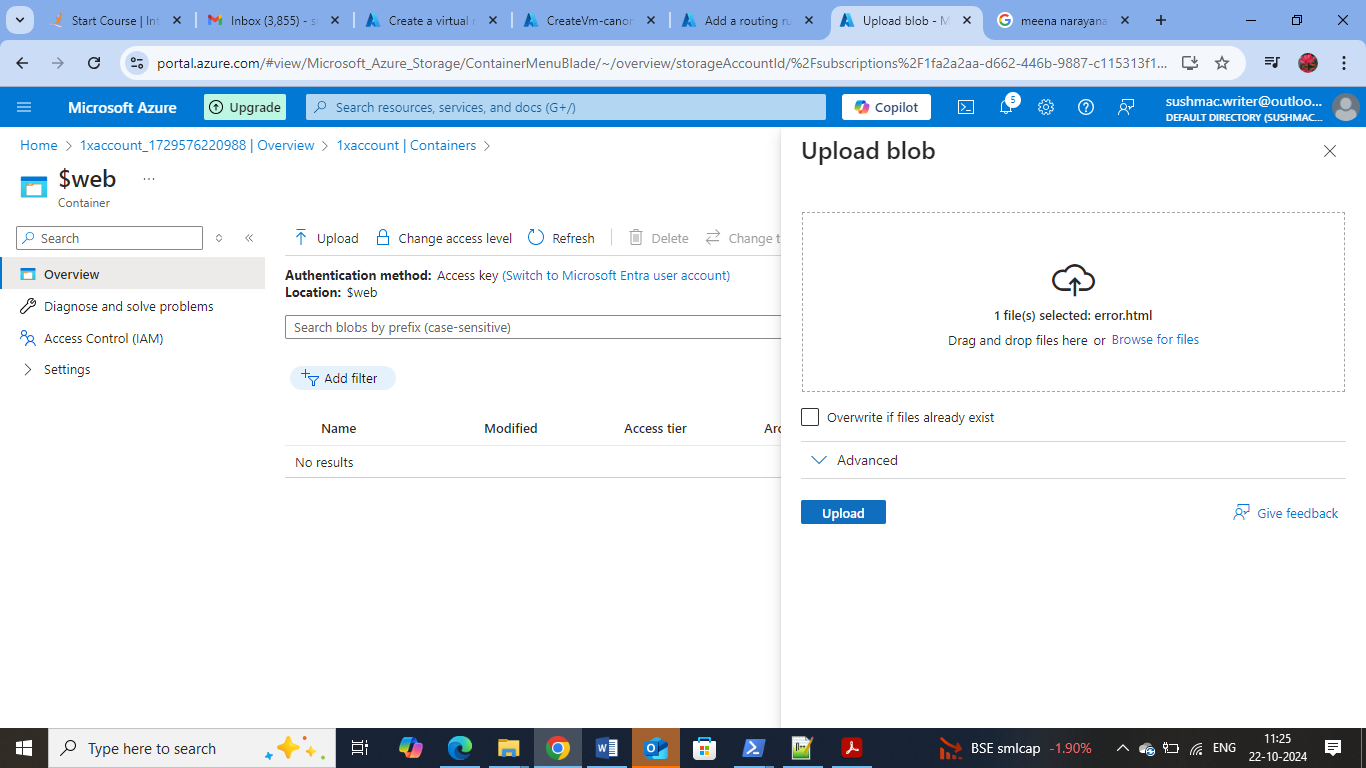 Start Course | Int
Inbox (3,855) - s
Create a virtual n
CreateVm-canon
Add a routing ru
Upload blob - M
meena narayana
portal.azure.com/#view/Microsoft_Azure_Storage/ContainerMenuBlade/~/overview/storageAccountId/%2Fsubscriptions%2F1fa2a2aa-d662-446b-9887-c115313f1...
Microsoft Azure
Upgrade
Search resources, services, and docs (G+/)
Copilot
5
sushmac.writer@outloo...
DEFAULT DIRECTORY (SUSHMAC....
Home > 1xaccount_1729576220988 | Overview > 1xaccount | Containers >
$web
...
Container
Search
Overview
Diagnose and solve problems
Access Control (IAM)
Settings
Upload
Change access level
Refresh
Delete
Change t
Authentication method: Access key (Switch to Microsoft Entra user account)
Location: $web
Search blobs by prefix (case-sensitive)
Add filter
Name Modified Access tier Arc
No results
Upload blob
1 file(s) selected: error.html
Drag and drop files here or Browse for files
Overwrite if files already exist
Advanced
Upload
Give feedback
Type here to search
BSE smlcap -1.90%
ENG
11:25
22-10-2024